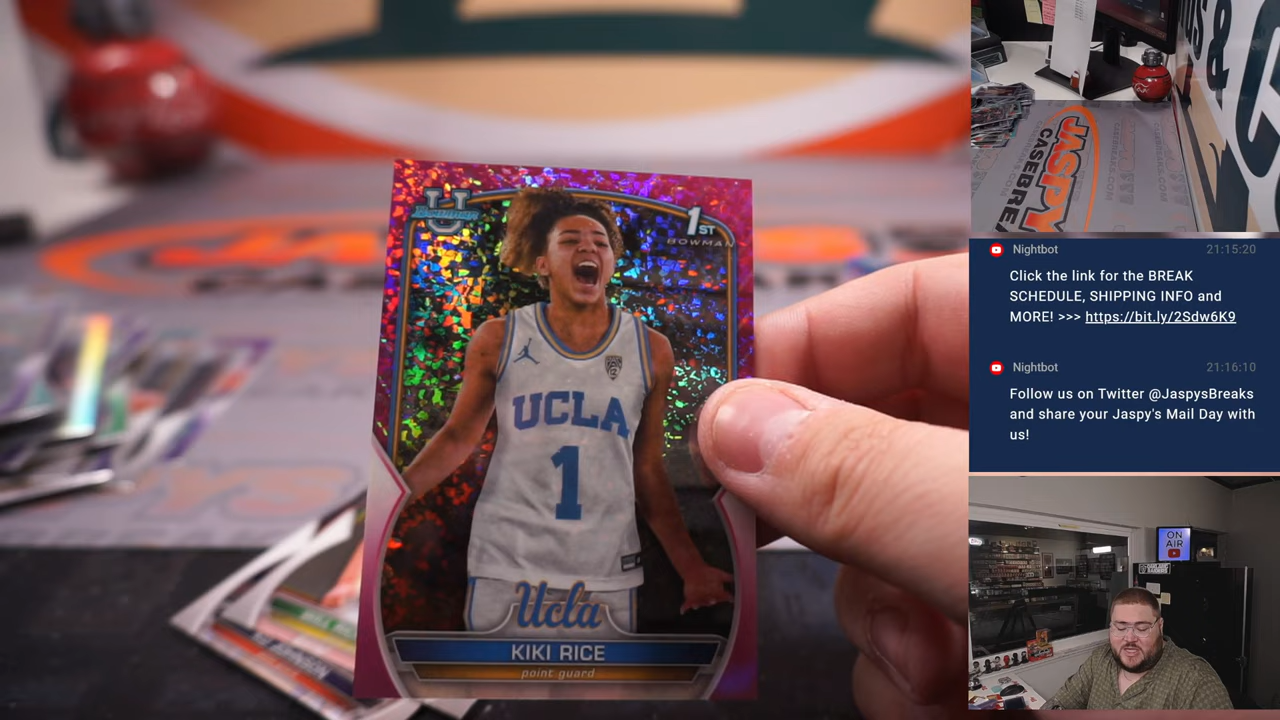 U
BOWMAN
1ST
BOWMAN
UCLA
1
Ucla
KIKI RICE
point guard
JASPY
CASEBREA
&
ON
AIR
Nightbot
21:15:20
Click the link for the BREAK
SCHEDULE, SHIPPING INFO and
MORE! >>> https://bit.ly/2Sdw6K9
Nightbot
21:16:10
Follow us on Twitter @JaspysBreaks
and share your Jaspy's Mail Day with
us!